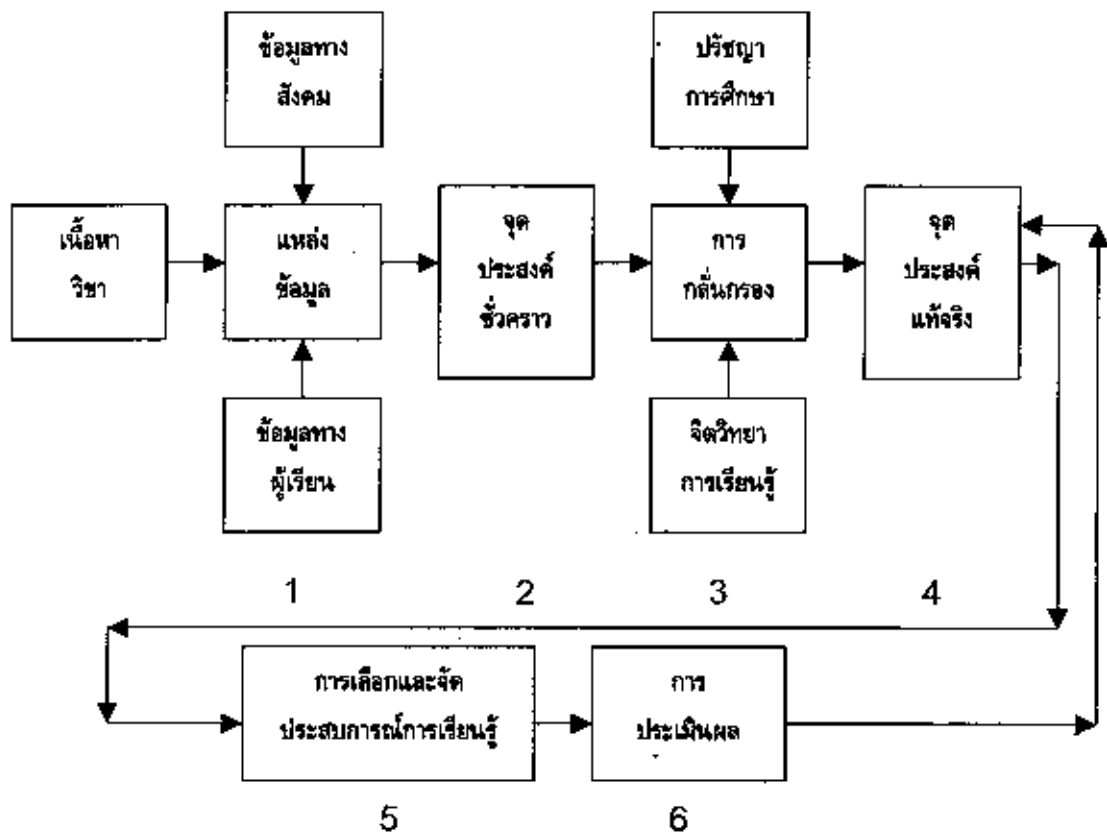 ข้อมูลทาง
สังคม
ปรัชญา
การศึกษา
เนื้อหา
วิชา
แหล่ง
ข้อมูล
จุด
ประสงค์
ชั่วคราว
การ
กลั่นกรอง
จุด
ประสงค์
แท้จริง
ข้อมูลทาง
ผู้เรียน
จิตวิทยา
การเรียนรู้
1 2 3 4
การเลือกและจัด
ประสบการณ์การเรียนรู้
การ
ประเมินผล
5 6